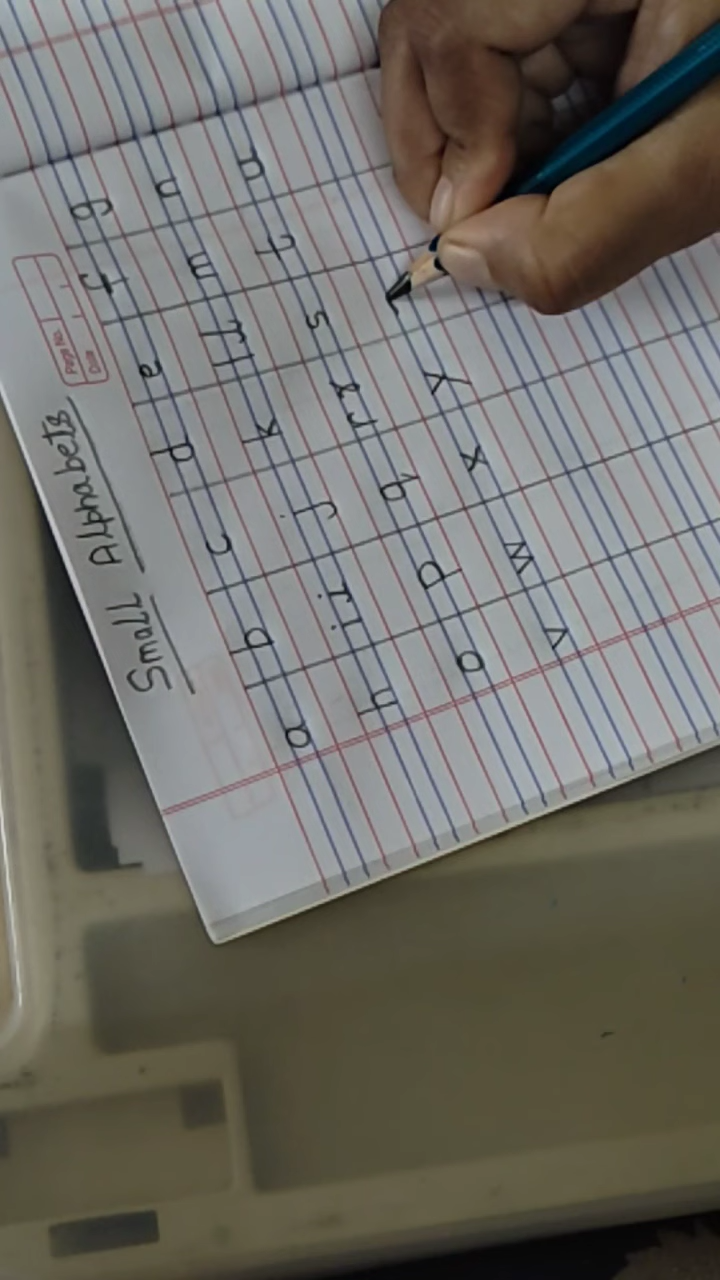 Small Alphabets
Page No.
Date
a b c d e f g
h i j k l m n
o p q r s t u
v w x y